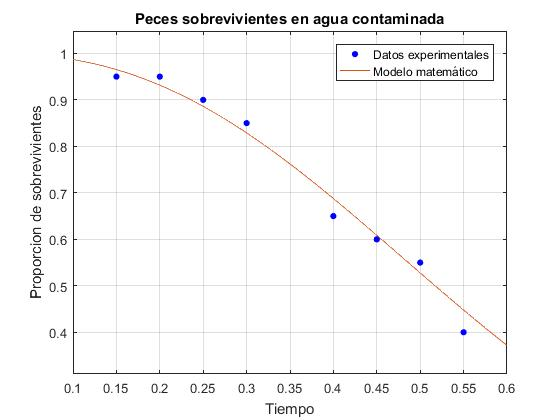 Peces sobrevivientes en agua contaminada
Datos experimentales
Modelo matemático
Proporcion de sobrevivientes
1
0.9
0.8
0.7
0.6
0.5
0.4
0.1 0.15 0.2 0.25 0.3 0.35 0.4 0.45 0.5 0.55 0.6
Tiempo